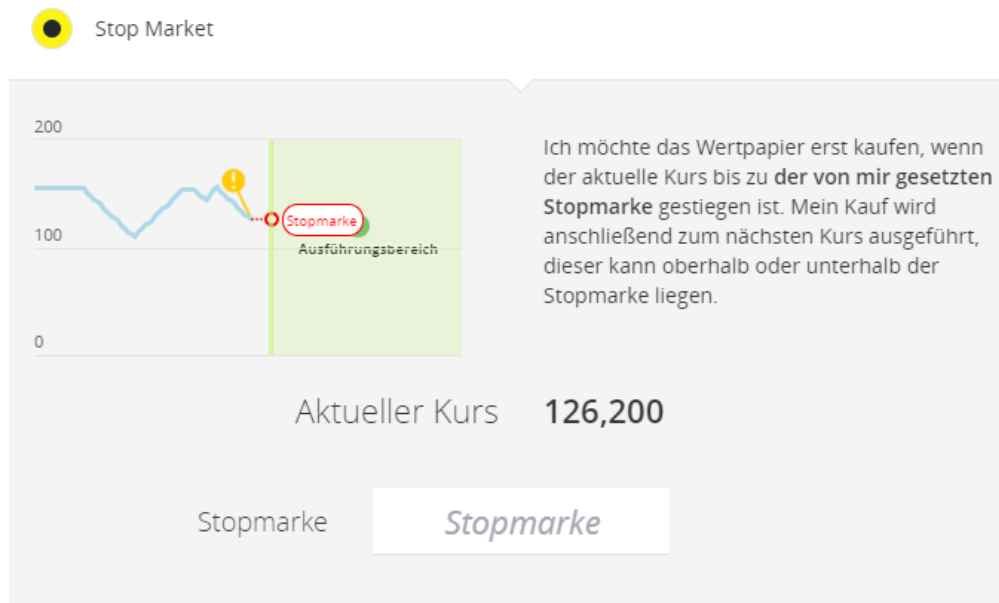 Stop Market
200
100
0
!
Stopmarke
Ausführungsbereich
Ich möchte das Wertpapier erst kaufen, wenn
der aktuelle Kurs bis zu der von mir gesetzten
Stopmarke gestiegen ist. Mein Kauf wird
anschließend zum nächsten Kurs ausgeführt,
dieser kann oberhalb oder unterhalb der
Stopmarke liegen.
Aktueller Kurs 126,200
Stopmarke Stopmarke